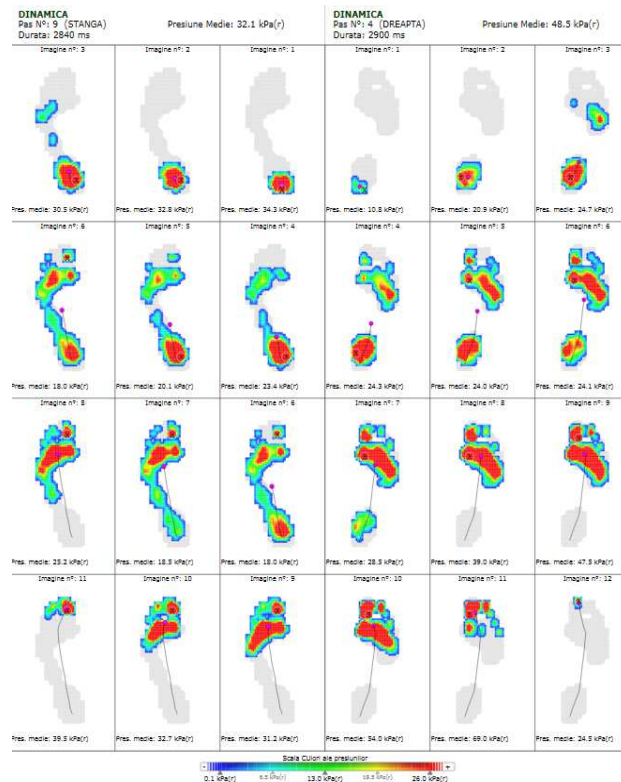 DINAMICA
Pas Nº: 9 (STANGA) Presiune Medie: 32.1 kPa(r)
Durata: 2840 ms
DINAMICA
Pas Nº: 4 (DREAPTA) Presiune Medie: 48.5 kPa(r)
Durata: 2900 ms
Imagine nº: 3 Imagine nº: 2 Imagine nº: 1 Imagine nº: 1 Imagine nº: 2 Imagine nº: 3
Pres. medie: 30.5 kPa(r) Pres. medie: 32.8 kPa(r) Pres. medie: 34.3 kPa(r) Pres. medie: 10.8 kPa(r) Pres. medie: 20.9 kPa(r) Pres. medie: 24.7 kPa(r)
Imagine nº: 6 Imagine nº: 5 Imagine nº: 4 Imagine nº: 4 Imagine nº: 5 Imagine nº: 6
Pres. medie: 18.0 kPa(r) Pres. medie: 20.1 kPa(r) Pres. medie: 23.4 kPa(r) Pres. medie: 24.3 kPa(r) Pres. medie: 24.0 kPa(r) Pres. medie: 24.1 kPa(r)
Imagine nº: 8 Imagine nº: 7 Imagine nº: 6 Imagine nº: 7 Imagine nº: 8 Imagine nº: 9
Pres. medie: 25.2 kPa(r) Pres. medie: 18.5 kPa(r) Pres. medie: 18.0 kPa(r) Pres. medie: 28.5 kPa(r) Pres. medie: 39.0 kPa(r) Pres. medie: 47.5 kPa(r)
Imagine nº: 11 Imagine nº: 10 Imagine nº: 9 Imagine nº: 10 Imagine nº: 11 Imagine nº: 12
Pres. medie: 39.5 kPa(r) Pres. medie: 32.7 kPa(r) Pres. medie: 31.2 kPa(r) Pres. medie: 54.0 kPa(r) Pres. medie: 69.0 kPa(r) Pres. medie: 24.5 kPa(r)
Scala CUlori ale presiunilor
- +
0.1 kPa(r) 6.5 kPa(r) 13.0 kPa(r) 19.5 kPa(r) 26.0 kPa(r)